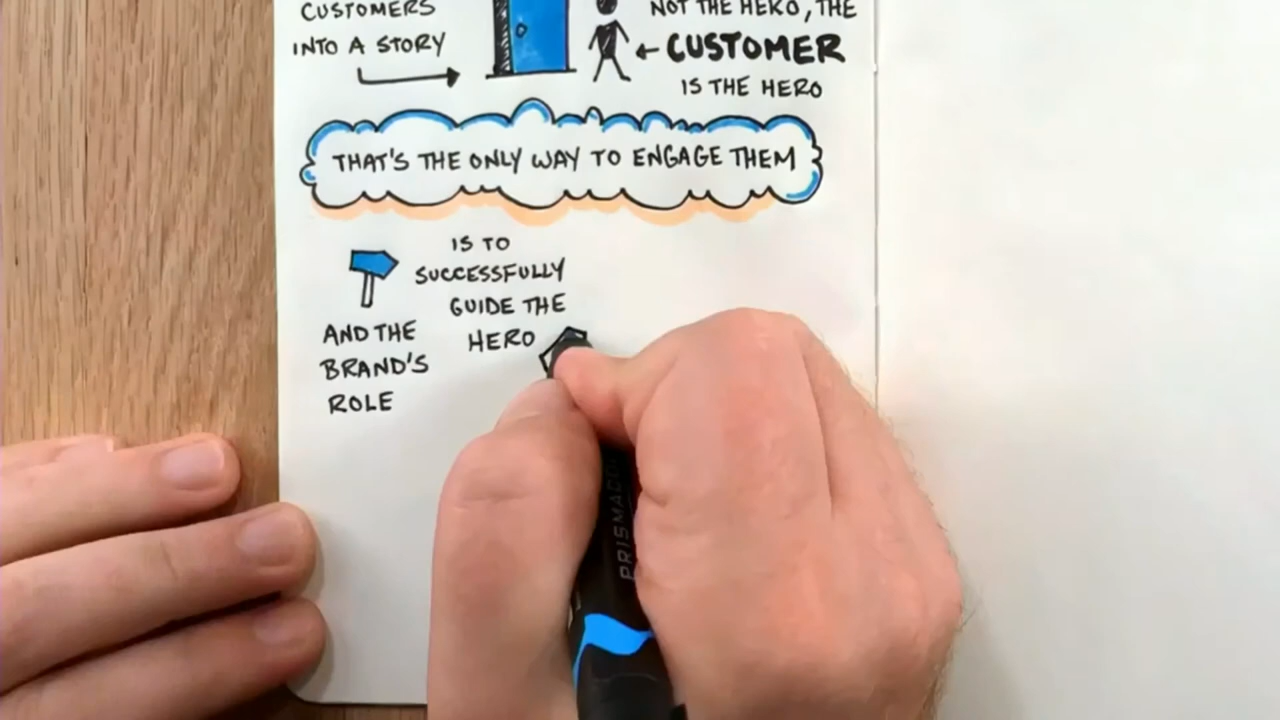 CUSTOMERS
INTO A STORY
NOT THE HERO, THE
← CUSTOMER
IS THE HERO
THAT'S THE ONLY WAY TO ENGAGE THEM
AND THE
BRAND'S
ROLE
IS TO
SUCCESSFULLY
GUIDE THE
HERO